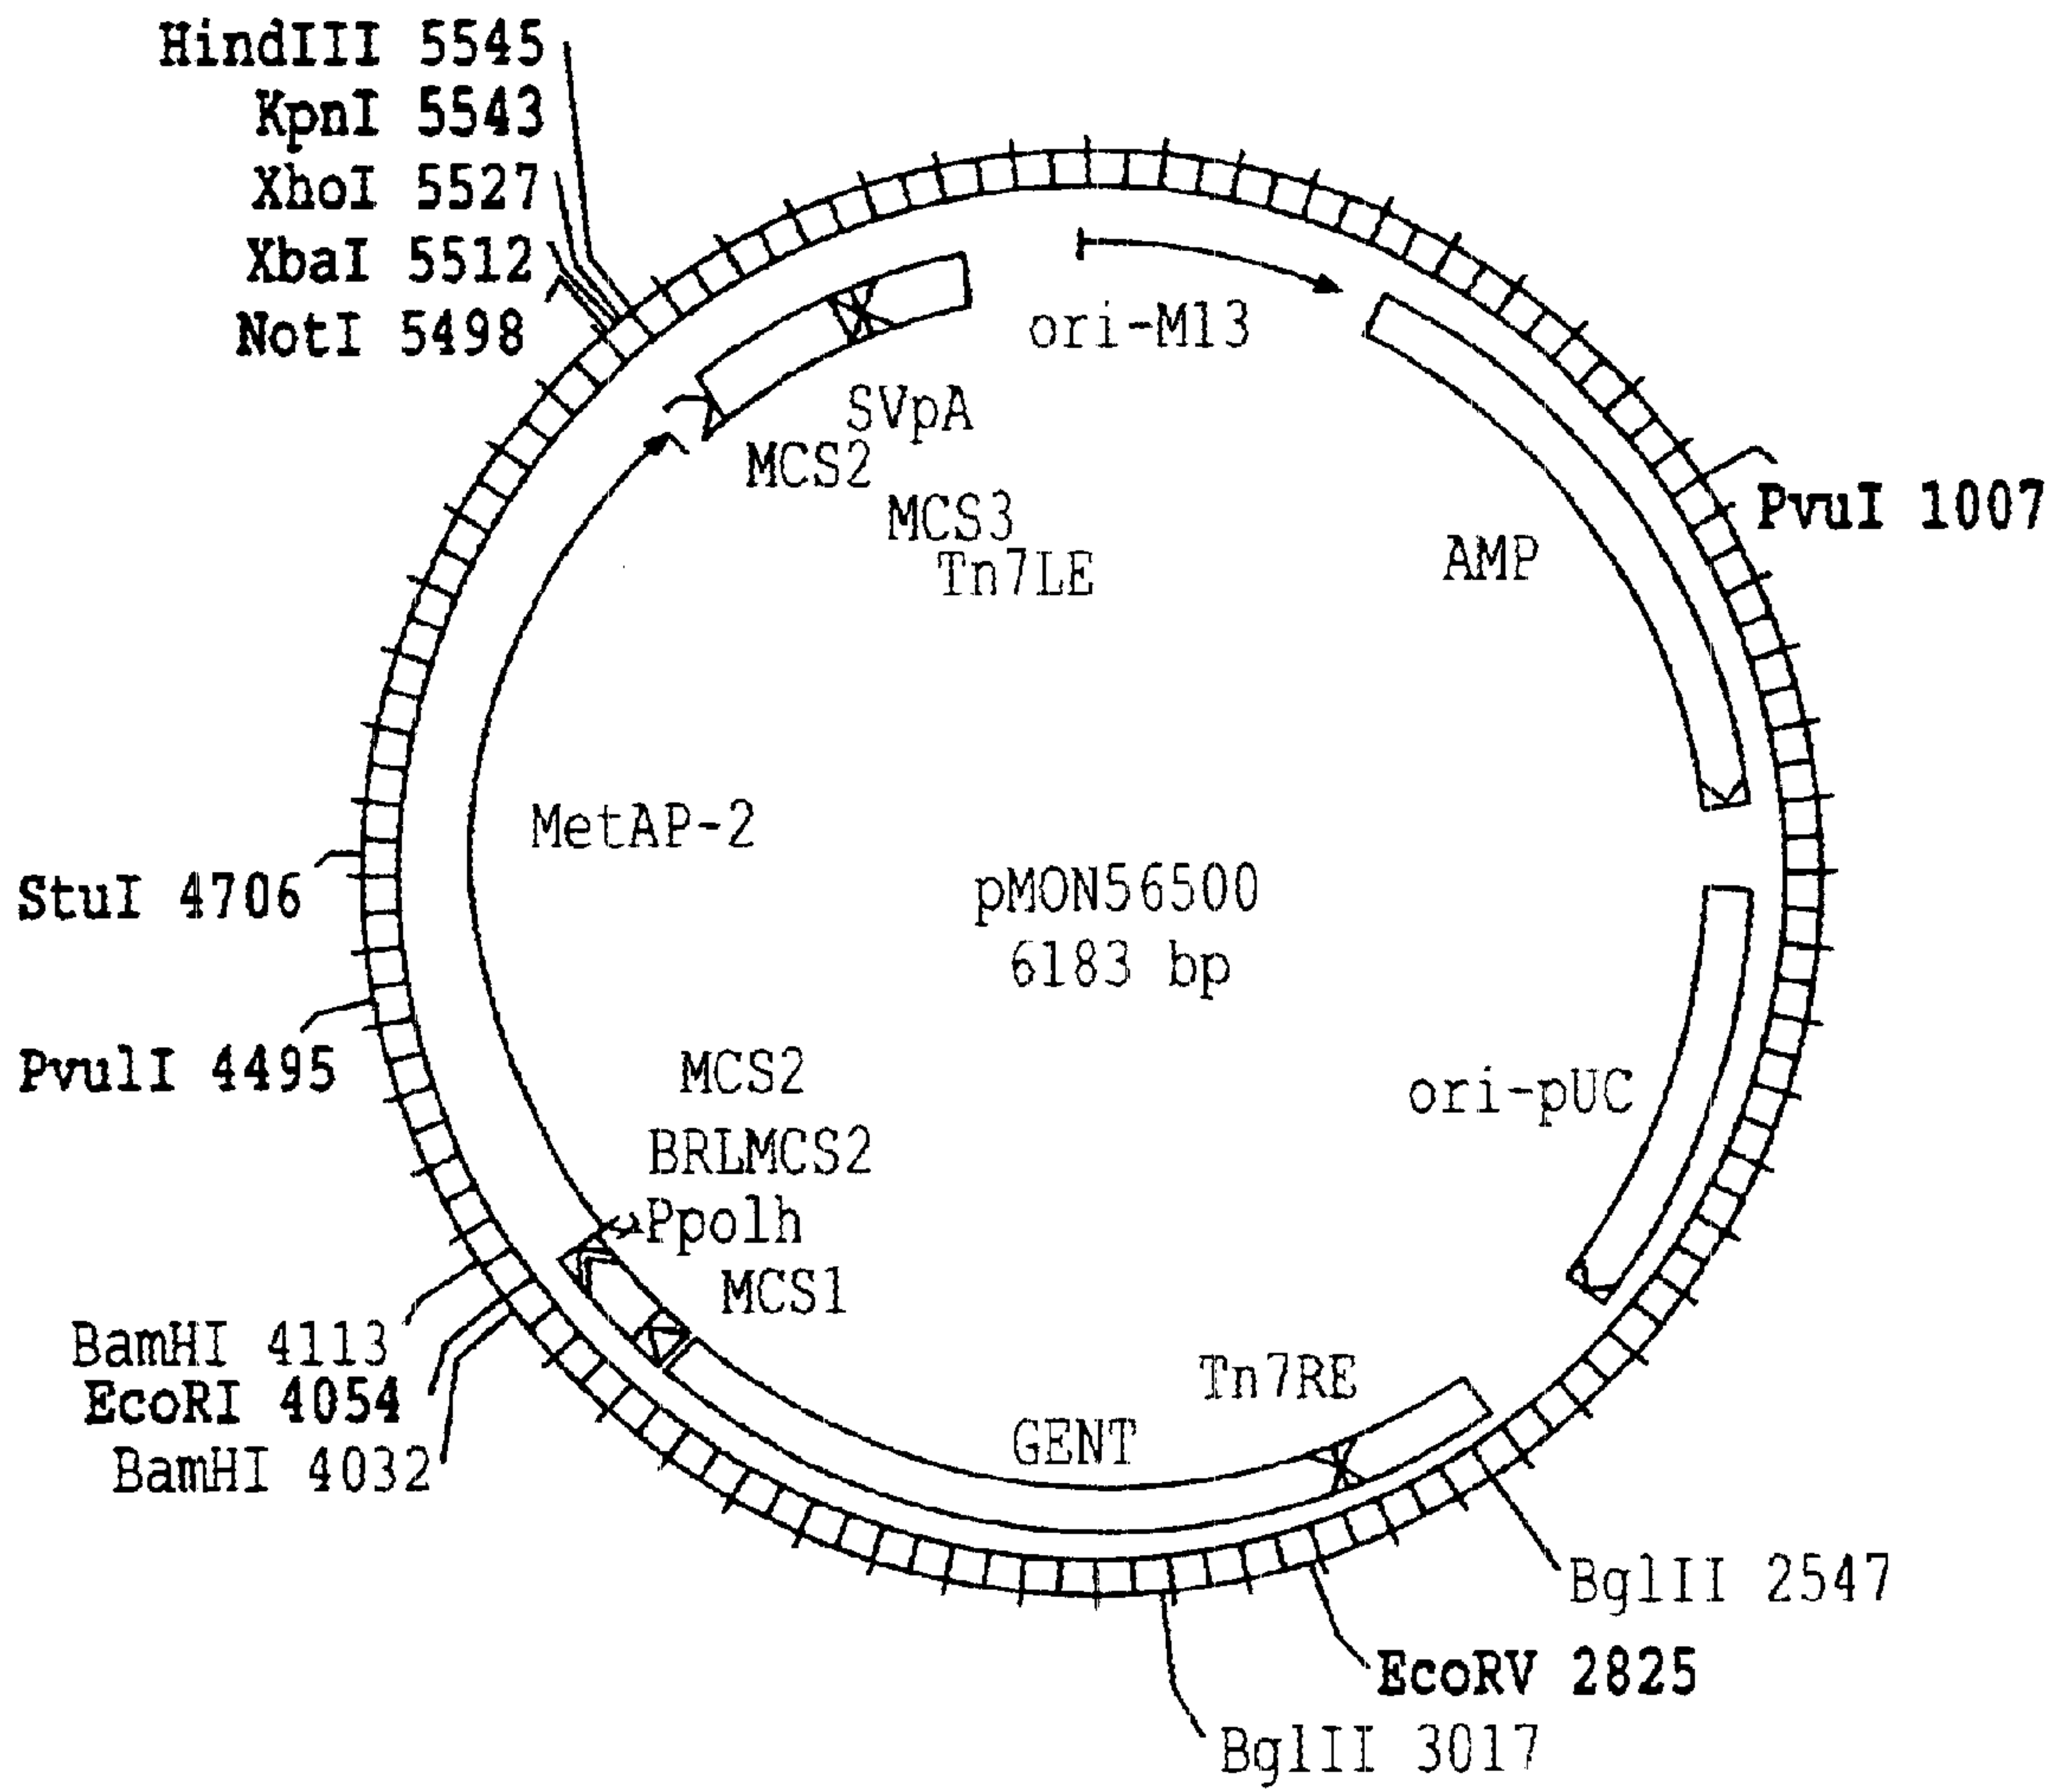 HindIII 5545
KpnI 5543
XhoI 5527
XbaI 5512
NotI 5498
ori-M13
SVpA
MCS2
MCS3
Tn7LE
PvuI 1007
AMP
MetAP-2
StuI 4706
pMON56500
6183 bp
PvulI 4495
MCS2
ori-pUC
BRLMCS2
Ppolh
MCS1
BamHI 4113
EcoRI 4054
BamHI 4032
Tn7RE
GENT
BglII 2547
EcoRV 2825
BglII 3017